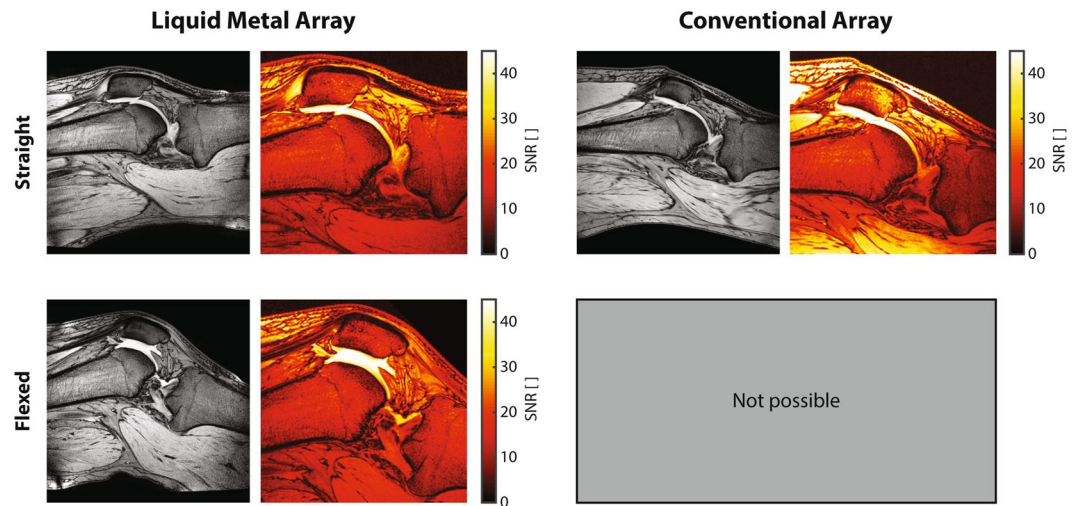 Liquid Metal Array
Conventional Array
Straight
40
30
20
10
0
SNR [ ]
40
30
20
10
0
SNR [ ]
Flexed
40
30
20
10
0
SNR [ ]
Not possible